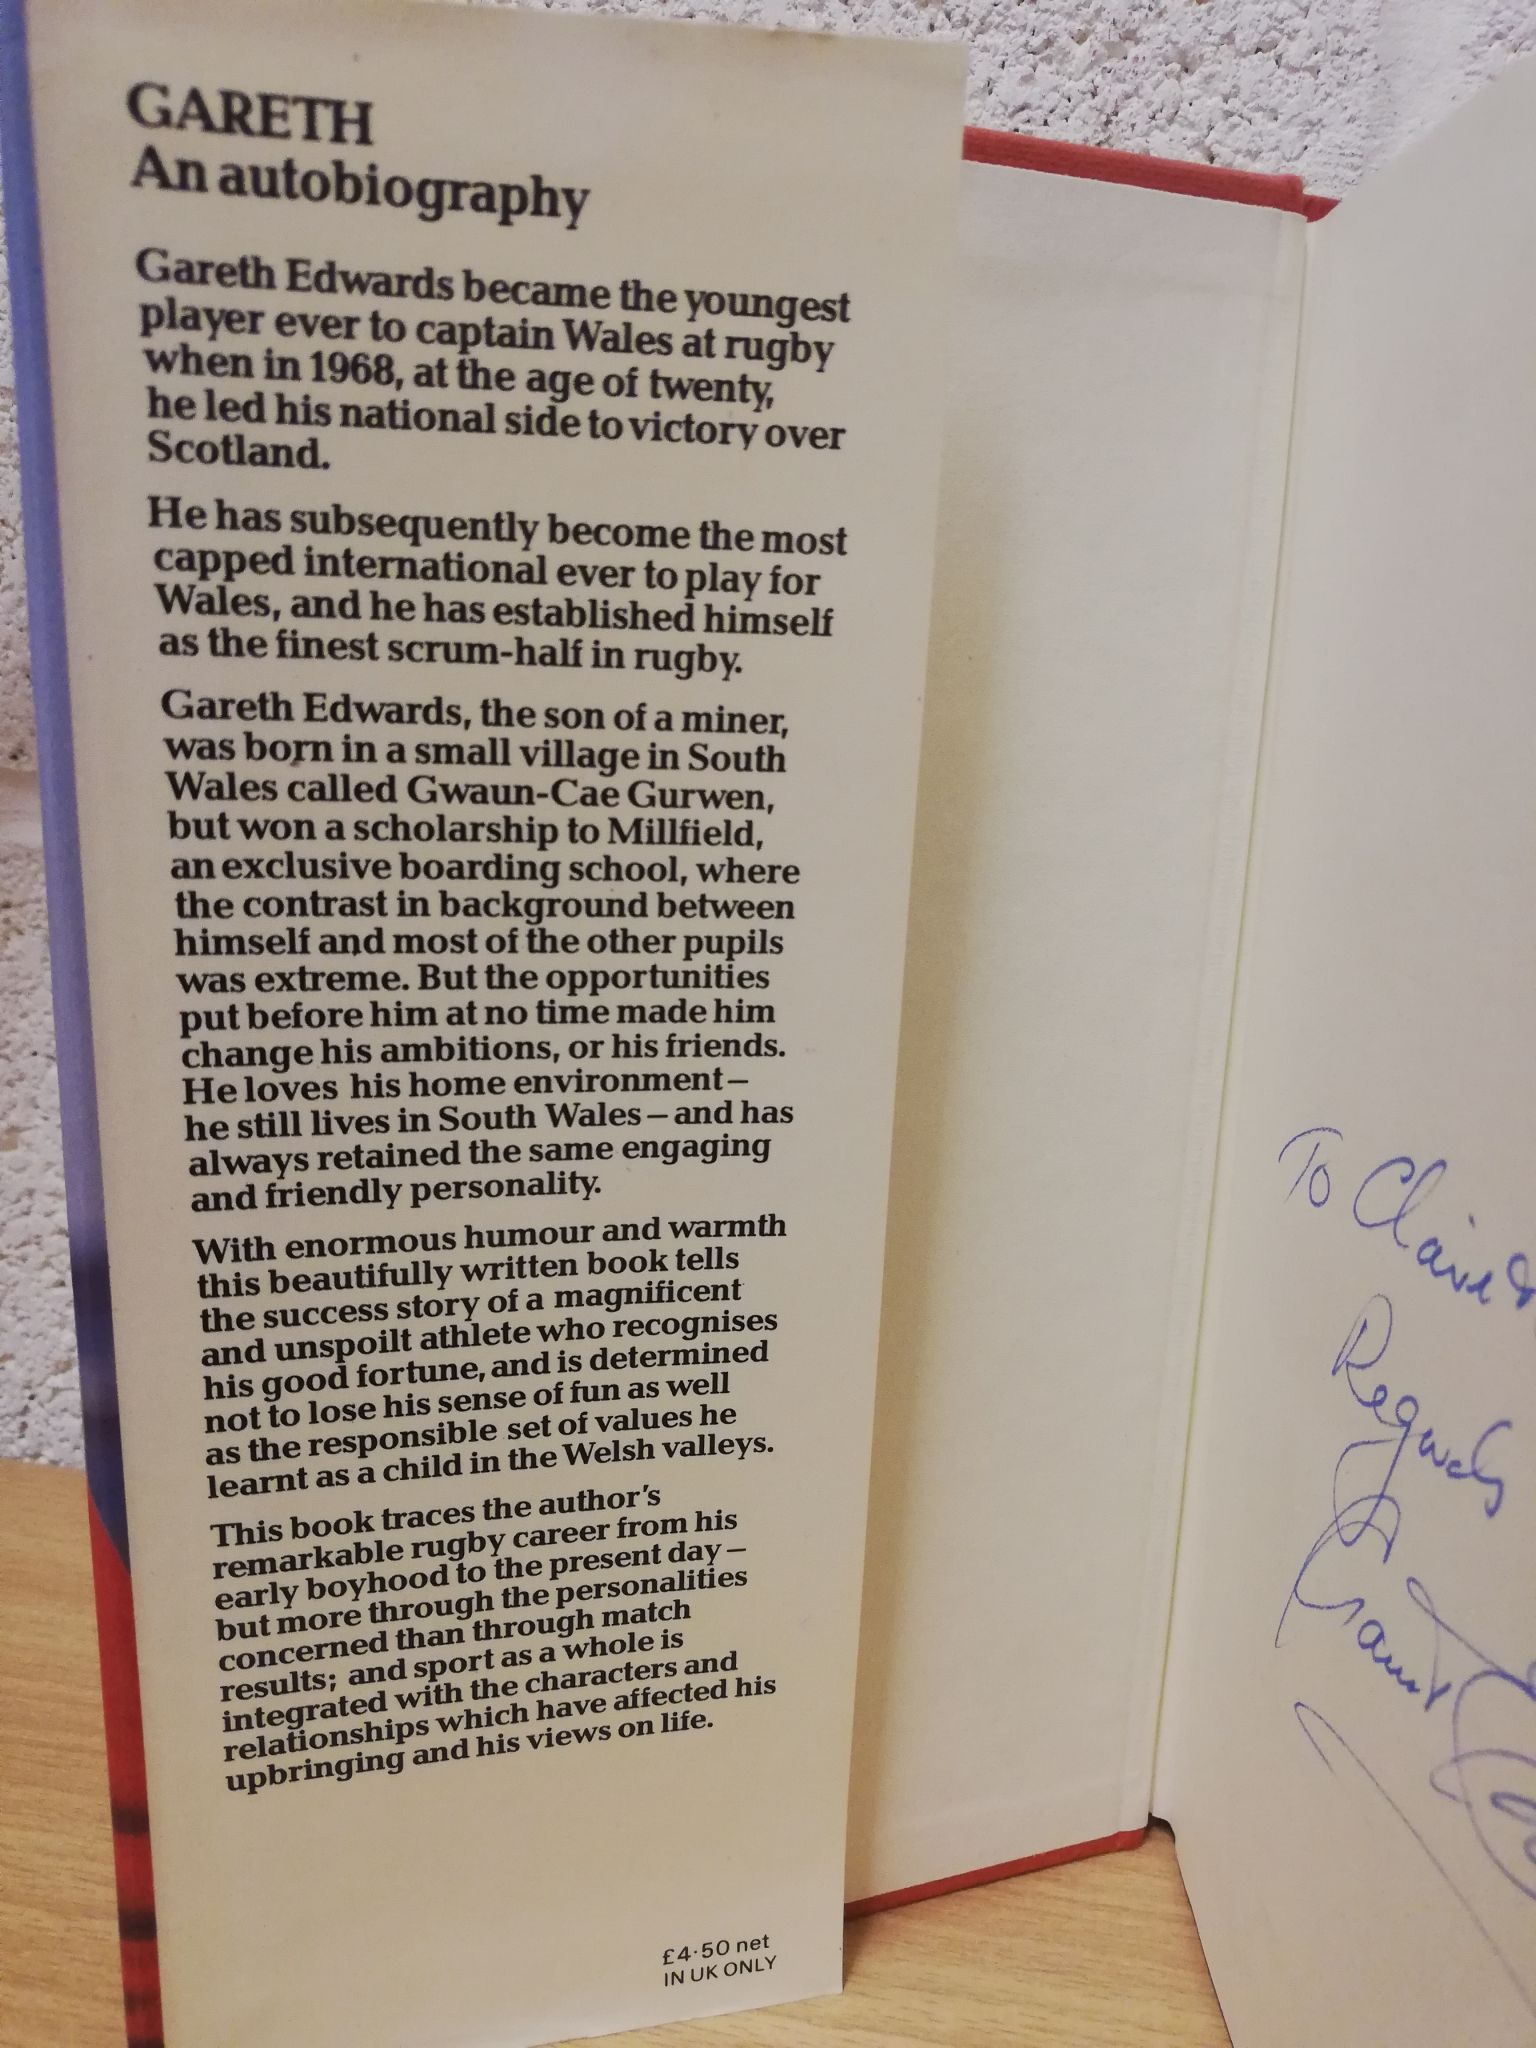 GARETH
An autobiography
Gareth Edwards became the youngest
player ever to captain Wales at rugby
when in 1968, at the age of twenty,
he led his national side to victory over
Scotland.
He has subsequently become the most
capped international ever to play for
Wales, and he has established himself
as the finest scrum-half in rugby.
Gareth Edwards, the son of a miner,
was born in a small village in South
Wales called Gwaun-Cae Gurwen,
but won a scholarship to Millfield,
an exclusive boarding school, where
the contrast in background between
himself and most of the other pupils
was extreme. But the opportunities
put before him at no time made him
change his ambitions, or his friends.
He loves his home environment–
he still lives in South Wales – and has
always retained the same engaging
and friendly personality.
With enormous humour and warmth
this beautifully written book tells
the success story of a magnificent
and unspoilt athlete who recognises
his good fortune, and is determined
not to lose his sense of fun as well
as the responsible set of values he
learnt as a child in the Welsh valleys.
This book traces the author's
remarkable rugby career from his
early boyhood to the present day –
but more through the personalities
concerned than through match
results; and sport as a whole is
integrated with the characters and
relationships which have affected his
upbringing and his views on life.
£4·50 net
IN UK ONLY
To
Regards